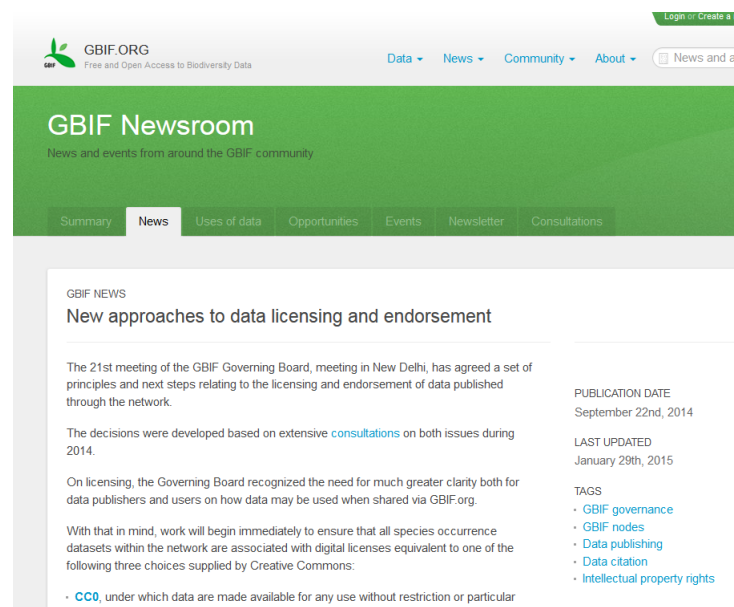 Login or Create a
GBIF.ORG
Free and Open Access to Biodiversity Data
GBIF
Data
News
Community
About
News and a
GBIF Newsroom
News and events from around the GBIF community
Summary
News
Uses of data
Opportunities
Events
Newsletter
Consultations
GBIF NEWS
New approaches to data licensing and endorsement
The 21st meeting of the GBIF Governing Board, meeting in New Delhi, has agreed a set of
principles and next steps relating to the licensing and endorsement of data published
through the network.
The decisions were developed based on extensive consultations on both issues during
2014.
On licensing, the Governing Board recognized the need for much greater clarity both for
data publishers and users on how data may be used when shared via GBIF.org.
With that in mind, work will begin immediately to ensure that all species occurrence
datasets within the network are associated with digital licenses equivalent to one of the
following three choices supplied by Creative Commons:
• CC0, under which data are made available for any use without restriction or particular
PUBLICATION DATE
September 22nd, 2014
LAST UPDATED
January 29th, 2015
TAGS
• GBIF governance
• GBIF nodes
• Data publishing
• Data citation
• Intellectual property rights